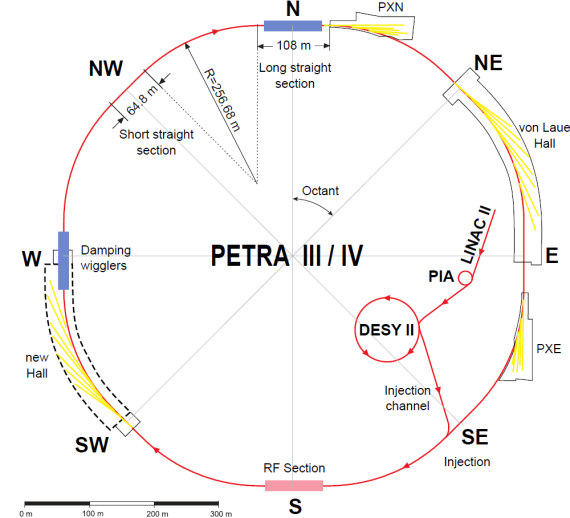 N
PXN
108 m
NW
NE
Long straight
section
R=256.68 m
64.8 m
von Laue
Hall
Short straight
section
Octant
LINAC II
W
Damping
wigglers
PETRA III / IV
E
PIA
DESY II
new
Hall
PXE
Injection
channel
SW
SE
RF Section
Injection
S
0 m
100 m
200 m
300 m